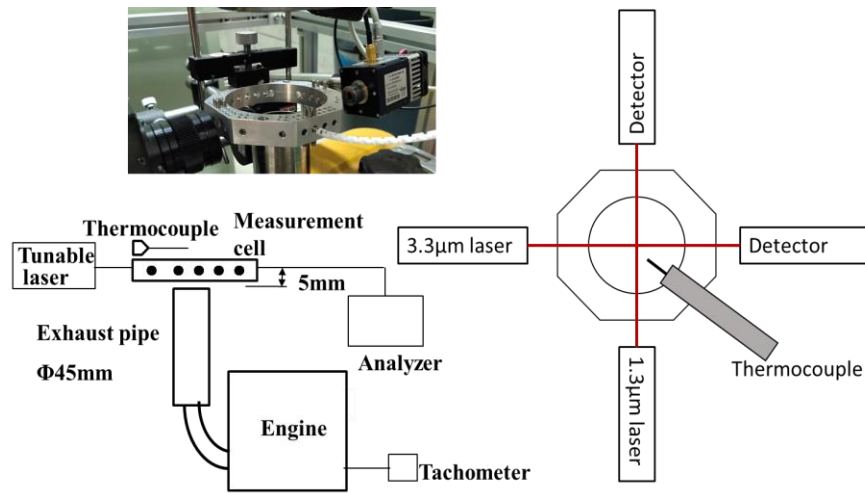 Thermocouple
Measurement
cell
Tunable
laser
5mm
Exhaust pipe
Φ45mm
Analyzer
Engine
Tachometer
Detector
3.3μm laser
Detector
1.3μm laser
Thermocouple